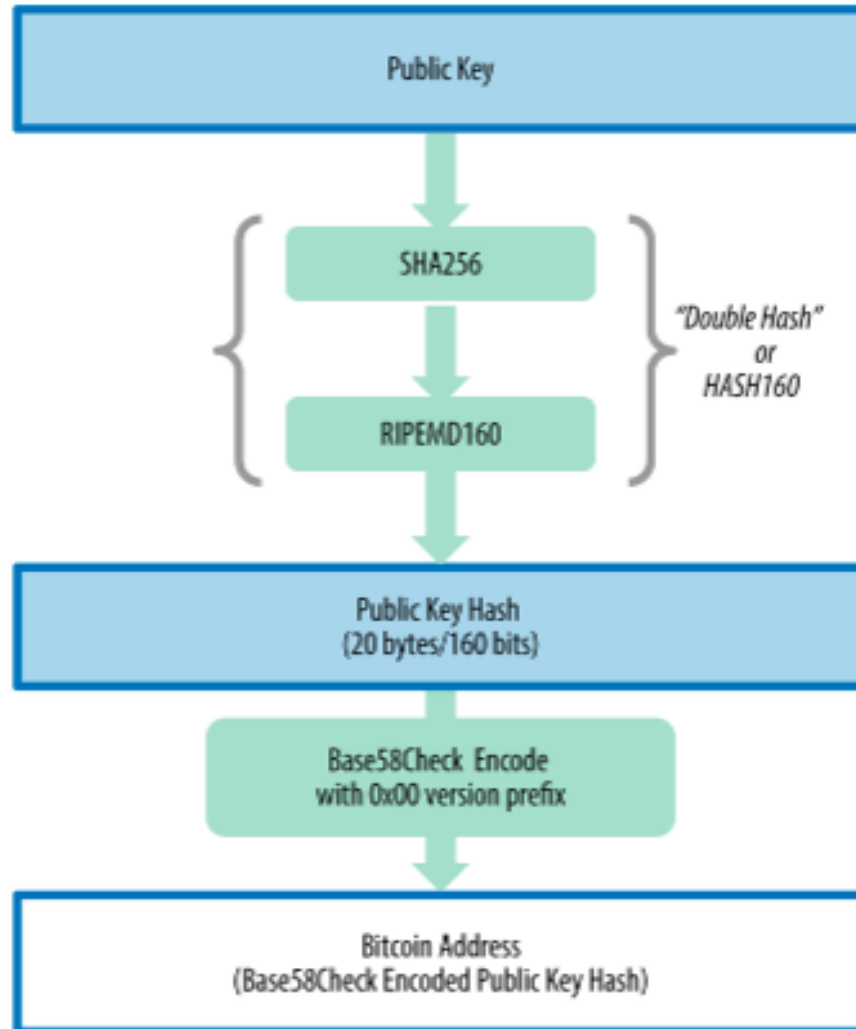 Public Key
SHA256
"Double Hash"
or
HASH160
RIPEMD160
Public Key Hash
(20 bytes/160 bits)
Base58Check Encode
with 0x00 version prefix
Bitcoin Address
(Base58Check Encoded Public Key Hash)